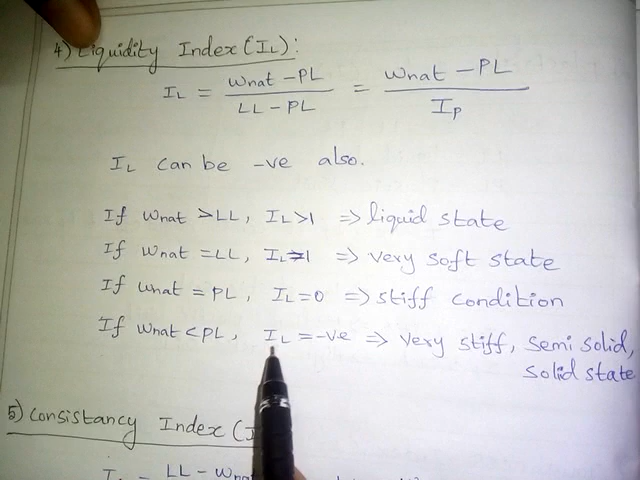 4) Liquidity Index (IL):
IL = Wnat - PL / LL - PL = Wnat - PL / Ip
IL can be -ve also.
If Wnat > LL, IL > 1 => liquid state
If Wnat = LL, IL = 1 => very soft state
If Wnat = PL, IL = 0 => stiff condition
If Wnat < PL, IL = -ve => Very stiff, semi solid,
solid state
5) Consistancy Index (I
LL - Wnat